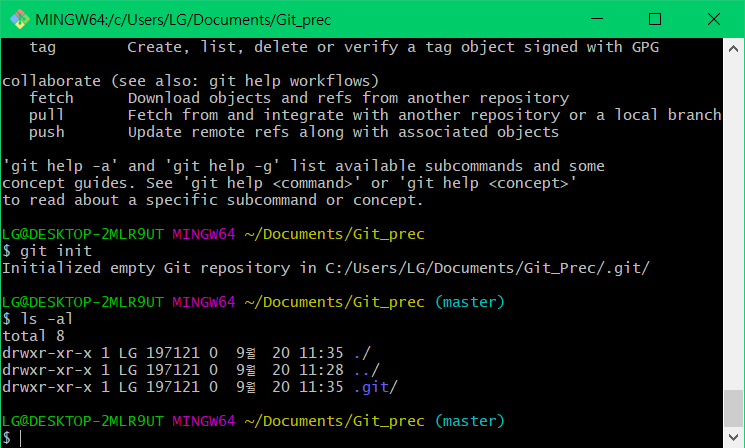 MINGW64:/c/Users/LG/Documents/Git_prec
tag        Create, list, delete or verify a tag object signed with GPG
collaborate (see also: git help workflows)
fetch      Download objects and refs from another repository
pull       Fetch from and integrate with another repository or a local branch
push       Update remote refs along with associated objects
'git help -a' and 'git help -g' list available subcommands and some
concept guides. See 'git help <command>' or 'git help <concept>'
to read about a specific subcommand or concept.
LG@DESKTOP-2MLR9UT MINGW64 ~/Documents/Git_prec
$ git init
Initialized empty Git repository in C:/Users/LG/Documents/Git_Prec/.git/
LG@DESKTOP-2MLR9UT MINGW64 ~/Documents/Git_prec (master)
$ ls -al
total 8
drwxr-xr-x 1 LG 197121 0  9월  20 11:35 ./
drwxr-xr-x 1 LG 197121 0  9월  20 11:28 ../
drwxr-xr-x 1 LG 197121 0  9월  20 11:35 .git/
LG@DESKTOP-2MLR9UT MINGW64 ~/Documents/Git_prec (master)
$